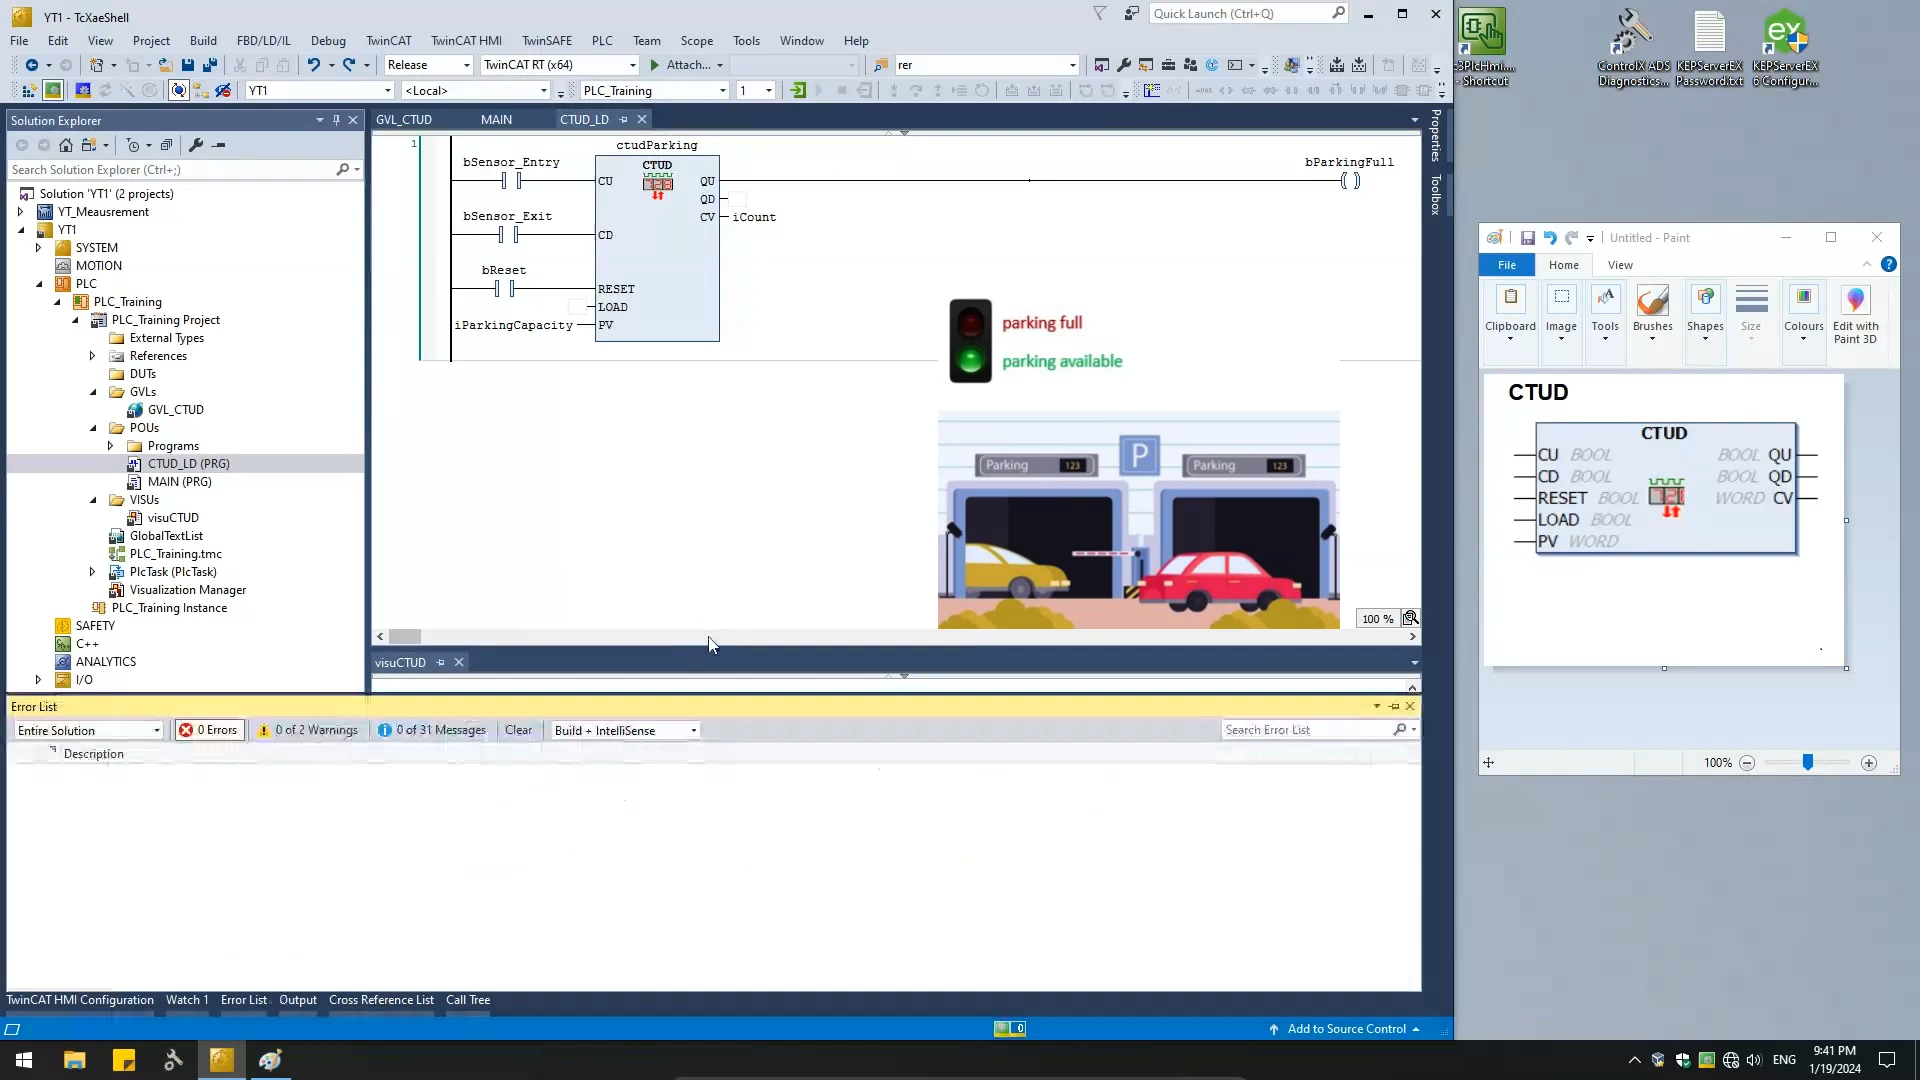 YT1 - TcXaeShell
Quick Launch (Ctrl+Q)
File Edit View Project Build FBD/LD/IL Debug TwinCAT TwinCAT HMI TwinSAFE PLC Team Scope Tools Window Help
Release TwinCAT RT (x64) Attach... rer
YT1 <Local> PLC_Training 1
Solution Explorer
Search Solution Explorer (Ctrl+;)
Solution 'YT1' (2 projects)
YT_Meausrement
YT1
SYSTEM
MOTION
PLC
PLC_Training
PLC_Training Project
External Types
References
DUTs
GVLs
GVL_CTUD
POUs
Programs
CTUD_LD (PRG)
MAIN (PRG)
VISUs
visuCTUD
GlobalTextList
PLC_Training.tmc
PlcTask (PlcTask)
Visualization Manager
PLC_Training Instance
SAFETY
C++
ANALYTICS
I/O
GVL_CTUD MAIN CTUD_LD
1
ctudParking
bSensor_Entry
CTUD
CU QU
bParkingFull
QD
bSensor_Exit
CV iCount
CD
bReset
RESET
LOAD
iParkingCapacity PV
parking full
parking available
P
Parking 123
Parking 123
100 %
visuCTUD
Properties
Toolbox
Error List
Entire Solution 0 Errors 0 of 2 Warnings 0 of 31 Messages Clear Build + IntelliSense
Search Error List
Description
TwinCAT HMI Configuration Watch 1 Error List Output Cross Reference List Call Tree
0
Add to Source Control
3PlcHmi...
- Shortcut
ControlX ADS
Diagnostics...
KEPServerEX
Password.txt
KEPServerEX
6 Configur...
Untitled - Paint
File Home View
Clipboard Image Tools Brushes Shapes Size Colours Edit with
Paint 3D
CTUD
CTUD
CU BOOL BOOL QU
CD BOOL BOOL QD
RESET BOOL WORD CV
LOAD BOOL
PV WORD
100%
ENG
9:41 PM
1/19/2024